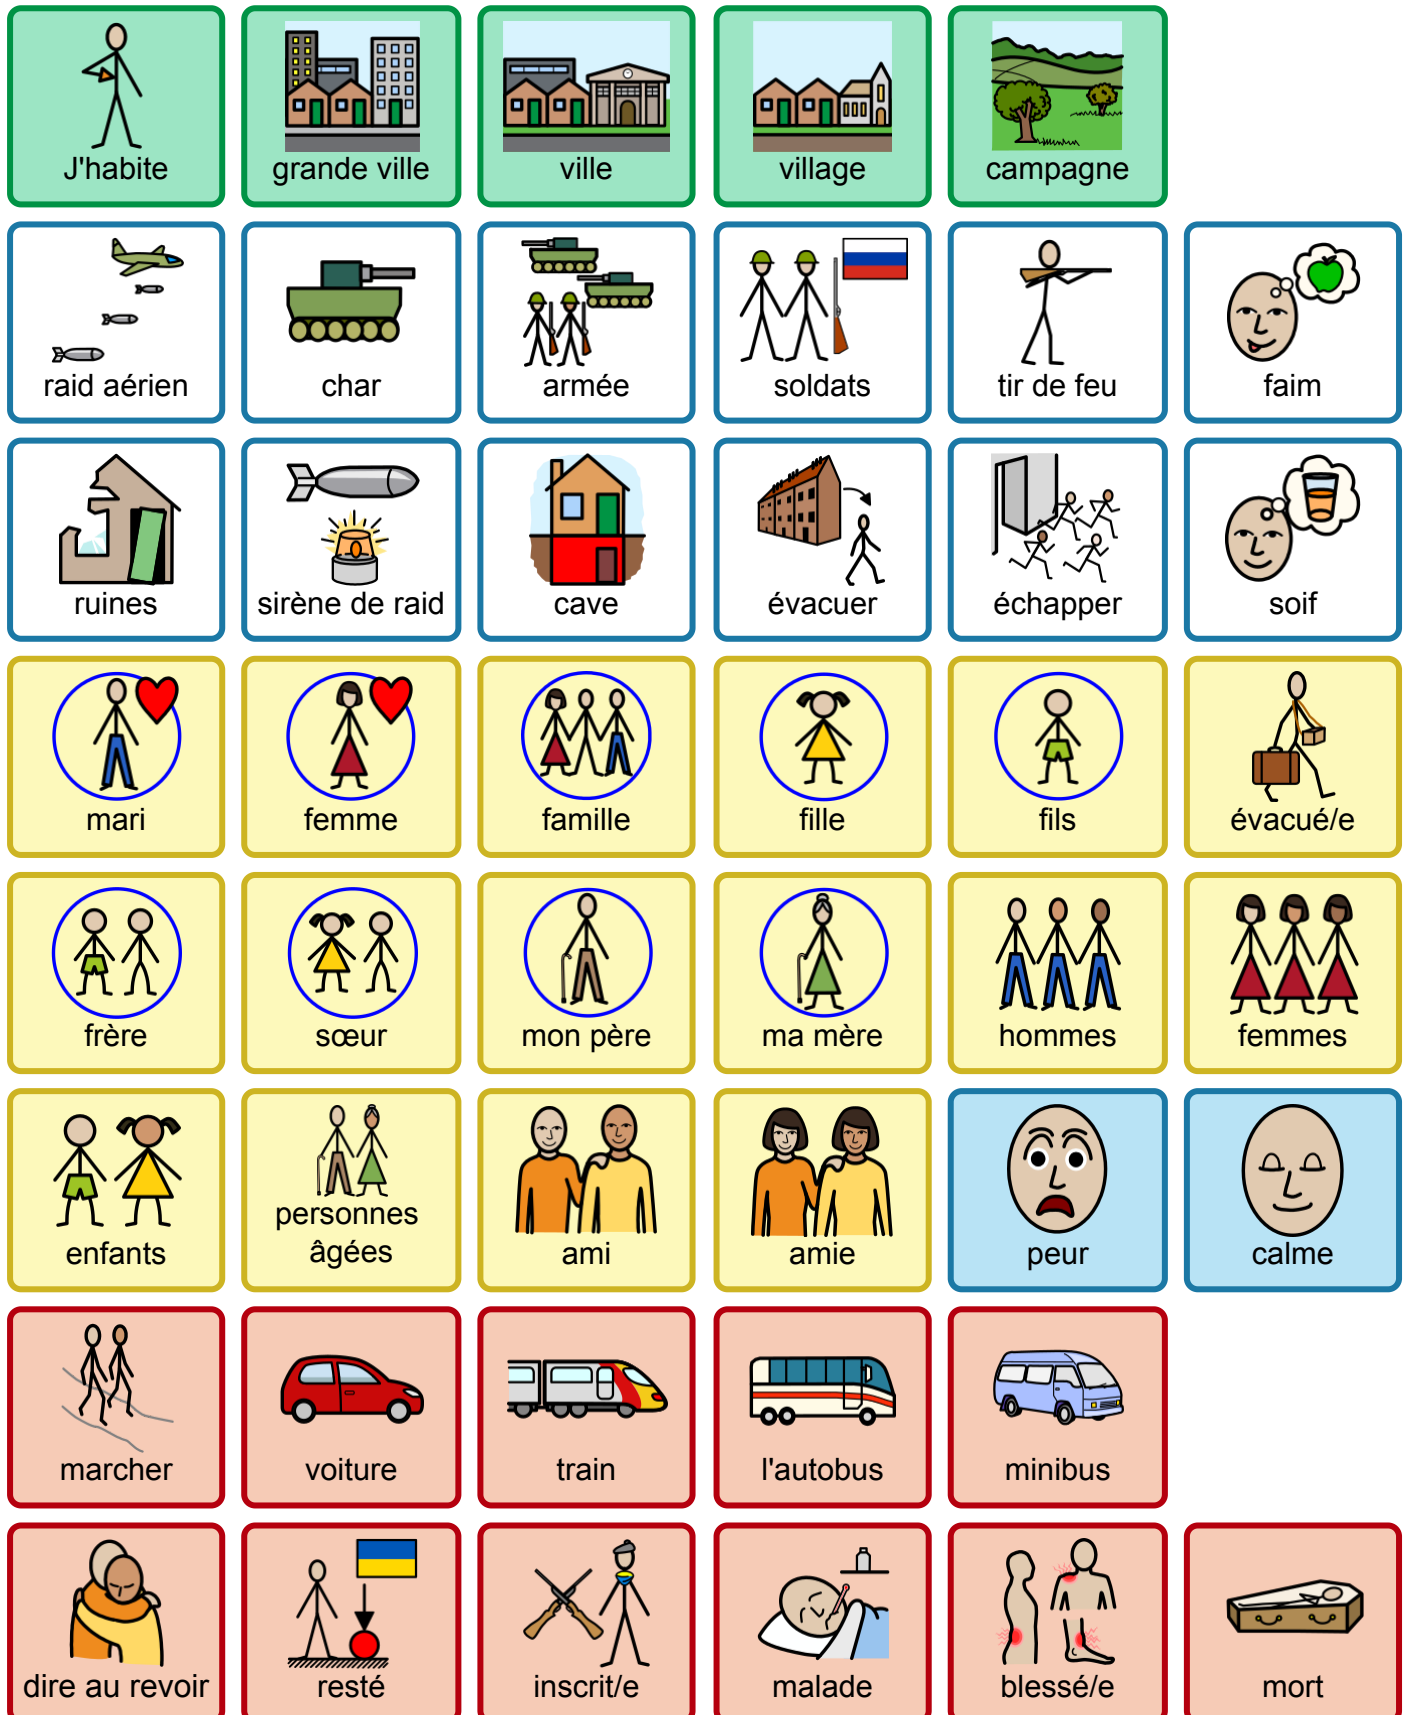 J'habite
grande ville
ville
village
campagne
raid aérien
char
armée
soldats
tir de feu
faim
ruines
sirène de raid
cave
évacuer
échapper
soif
mari
femme
famille
fille
fils
évacué/e
frère
sœur
mon père
ma mère
hommes
femmes
enfants
personnes
âgées
ami
amie
peur
calme
marcher
voiture
train
l'autobus
minibus
dire au revoir
resté
inscrit/e
malade
blessé/e
mort